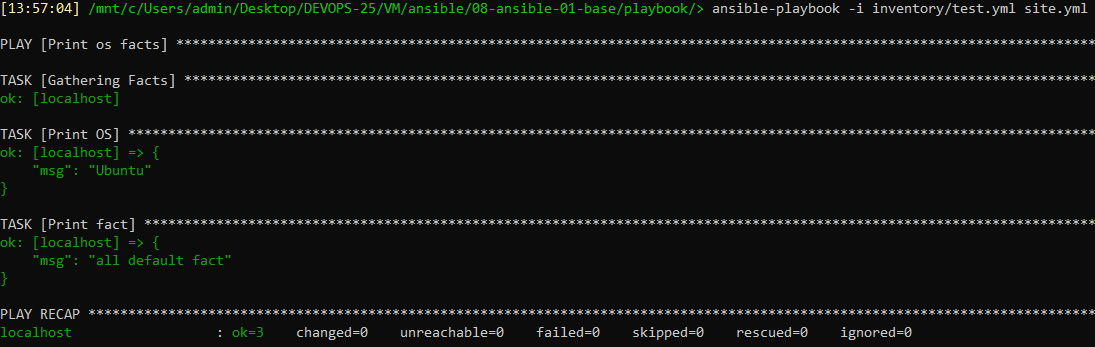 [13:57:04] /mnt/c/Users/admin/Desktop/DEVOPS-25/VM/ansible/08-ansible-01-base/playbook/> ansible-playbook -i inventory/test.yml site.yml
PLAY [Print os facts] *******************************************************************************************************************
TASK [Gathering Facts] ******************************************************************************************************************
ok: [localhost]
TASK [Print OS] *************************************************************************************************************************
ok: [localhost] => {
    "msg": "Ubuntu"
}
TASK [Print fact] ***********************************************************************************************************************
ok: [localhost] => {
    "msg": "all default fact"
}
PLAY RECAP ******************************************************************************************************************************
localhost                  : ok=3    changed=0    unreachable=0    failed=0    skipped=0    rescued=0    ignored=0